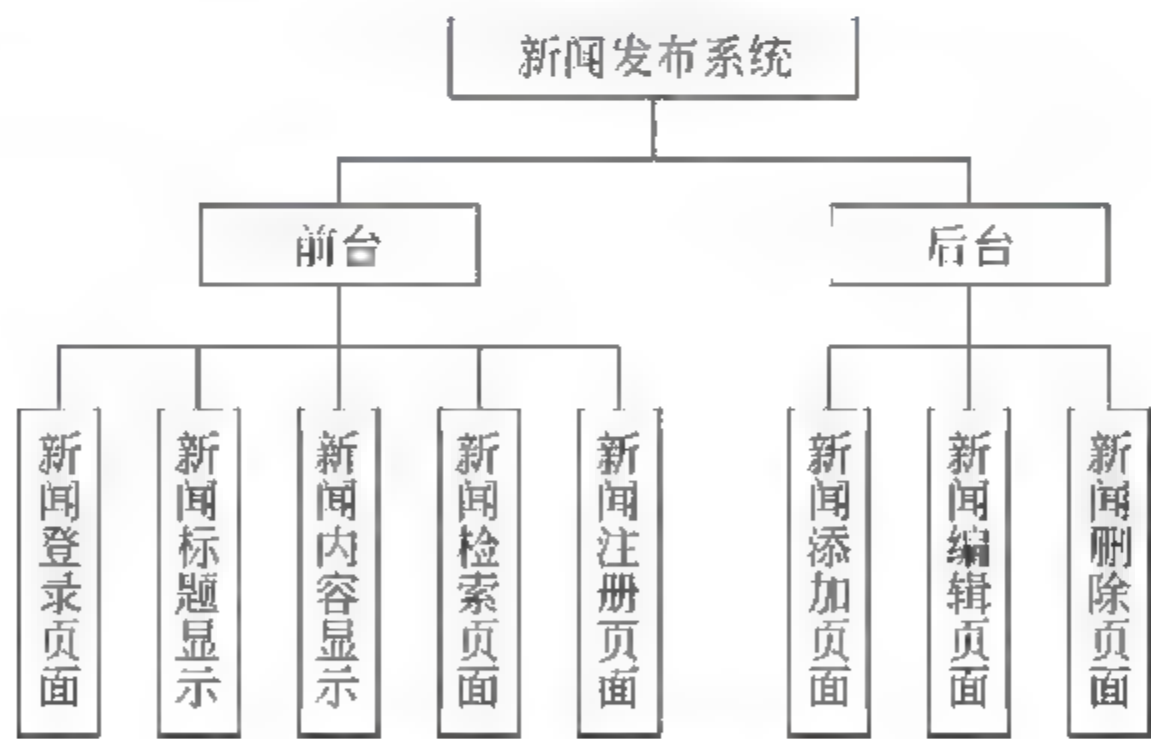 新闻发布系统
前台
后台
新闻登录页面
新闻标题显示
新闻内容显示
新闻检索页面
新闻注册页面
新闻添加页面
新闻编辑页面
新闻删除页面